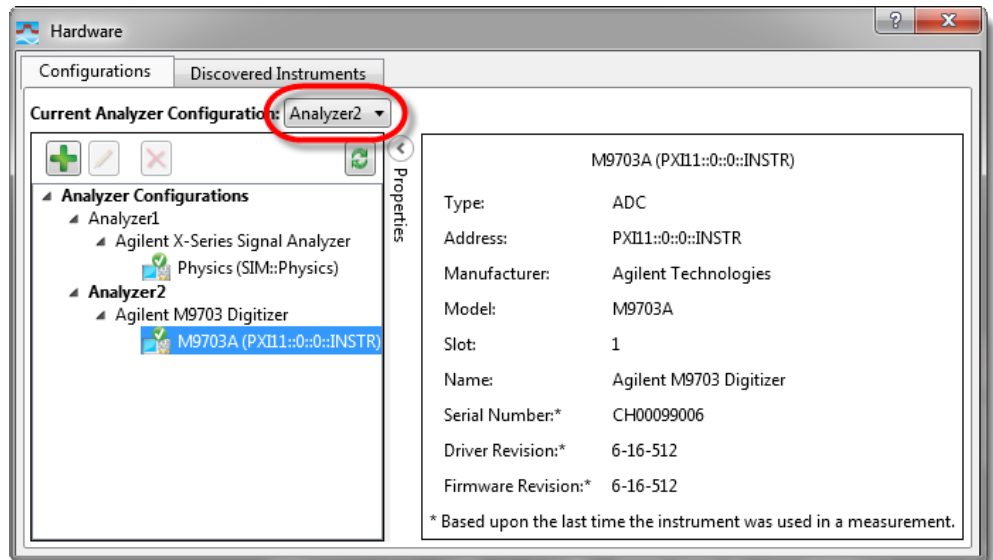 Hardware
Configurations
Discovered Instruments
Current Analyzer Configuration: Analyzer2
Analyzer Configurations
Analyzer1
Agilent X-Series Signal Analyzer
Physics (SIM::Physics)
Analyzer2
Agilent M9703 Digitizer
M9703A (PXI11::0::0::INSTR)
Properties
M9703A (PXI11::0::0::INSTR)
Type: ADC
Address: PXI11::0::0::INSTR
Manufacturer: Agilent Technologies
Model: M9703A
Slot: 1
Name: Agilent M9703 Digitizer
Serial Number:* CH00099006
Driver Revision:* 6-16-512
Firmware Revision:* 6-16-512
* Based upon the last time the instrument was used in a measurement.